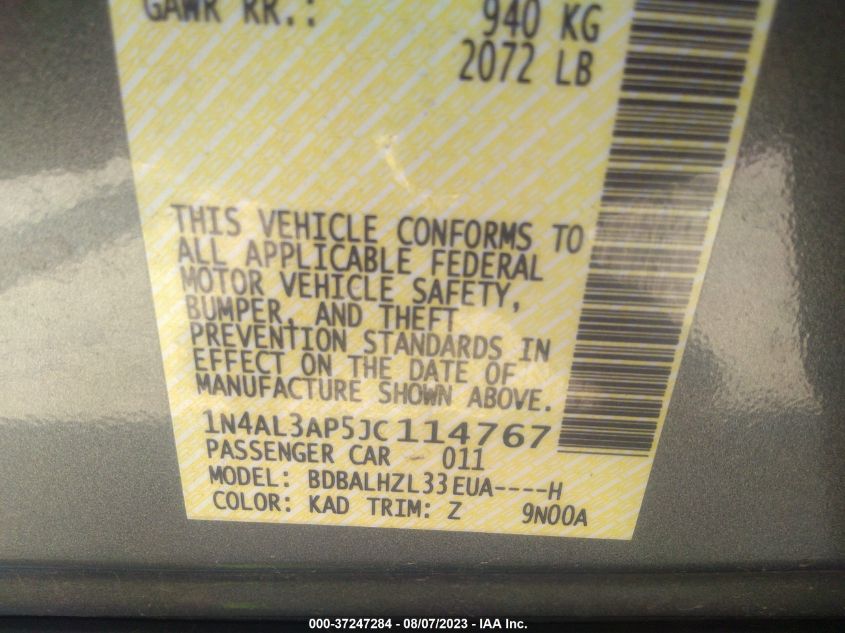 GAWR RR.: 940 KG
2072 LB
THIS VEHICLE CONFORMS TO
ALL APPLICABLE FEDERAL
MOTOR VEHICLE SAFETY,
BUMPER, AND THEFT
PREVENTION STANDARDS IN
EFFECT ON THE DATE OF
MANUFACTURE SHOWN ABOVE.
1N4AL3AP5JC114767
PASSENGER CAR - 011
MODEL: BDBALHZL33EUA----H
COLOR: KAD TRIM: Z 9N00A
000-37247284 - 08/07/2023 - IAA Inc.